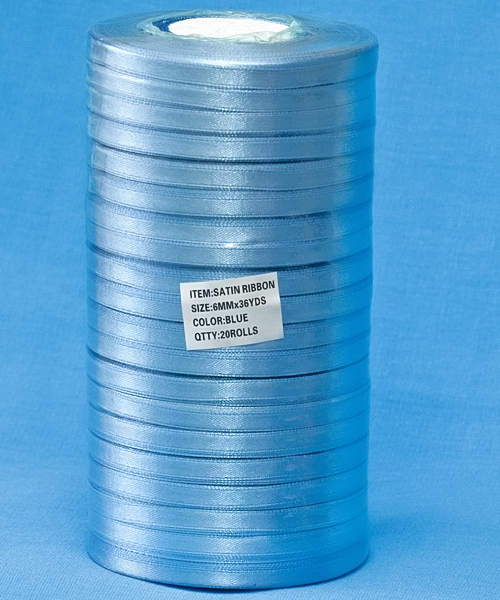 ITEM:SATIN RIBBON
SIZE:6MMx36YDS
COLOR:BLUE
QTTY:20ROLLS